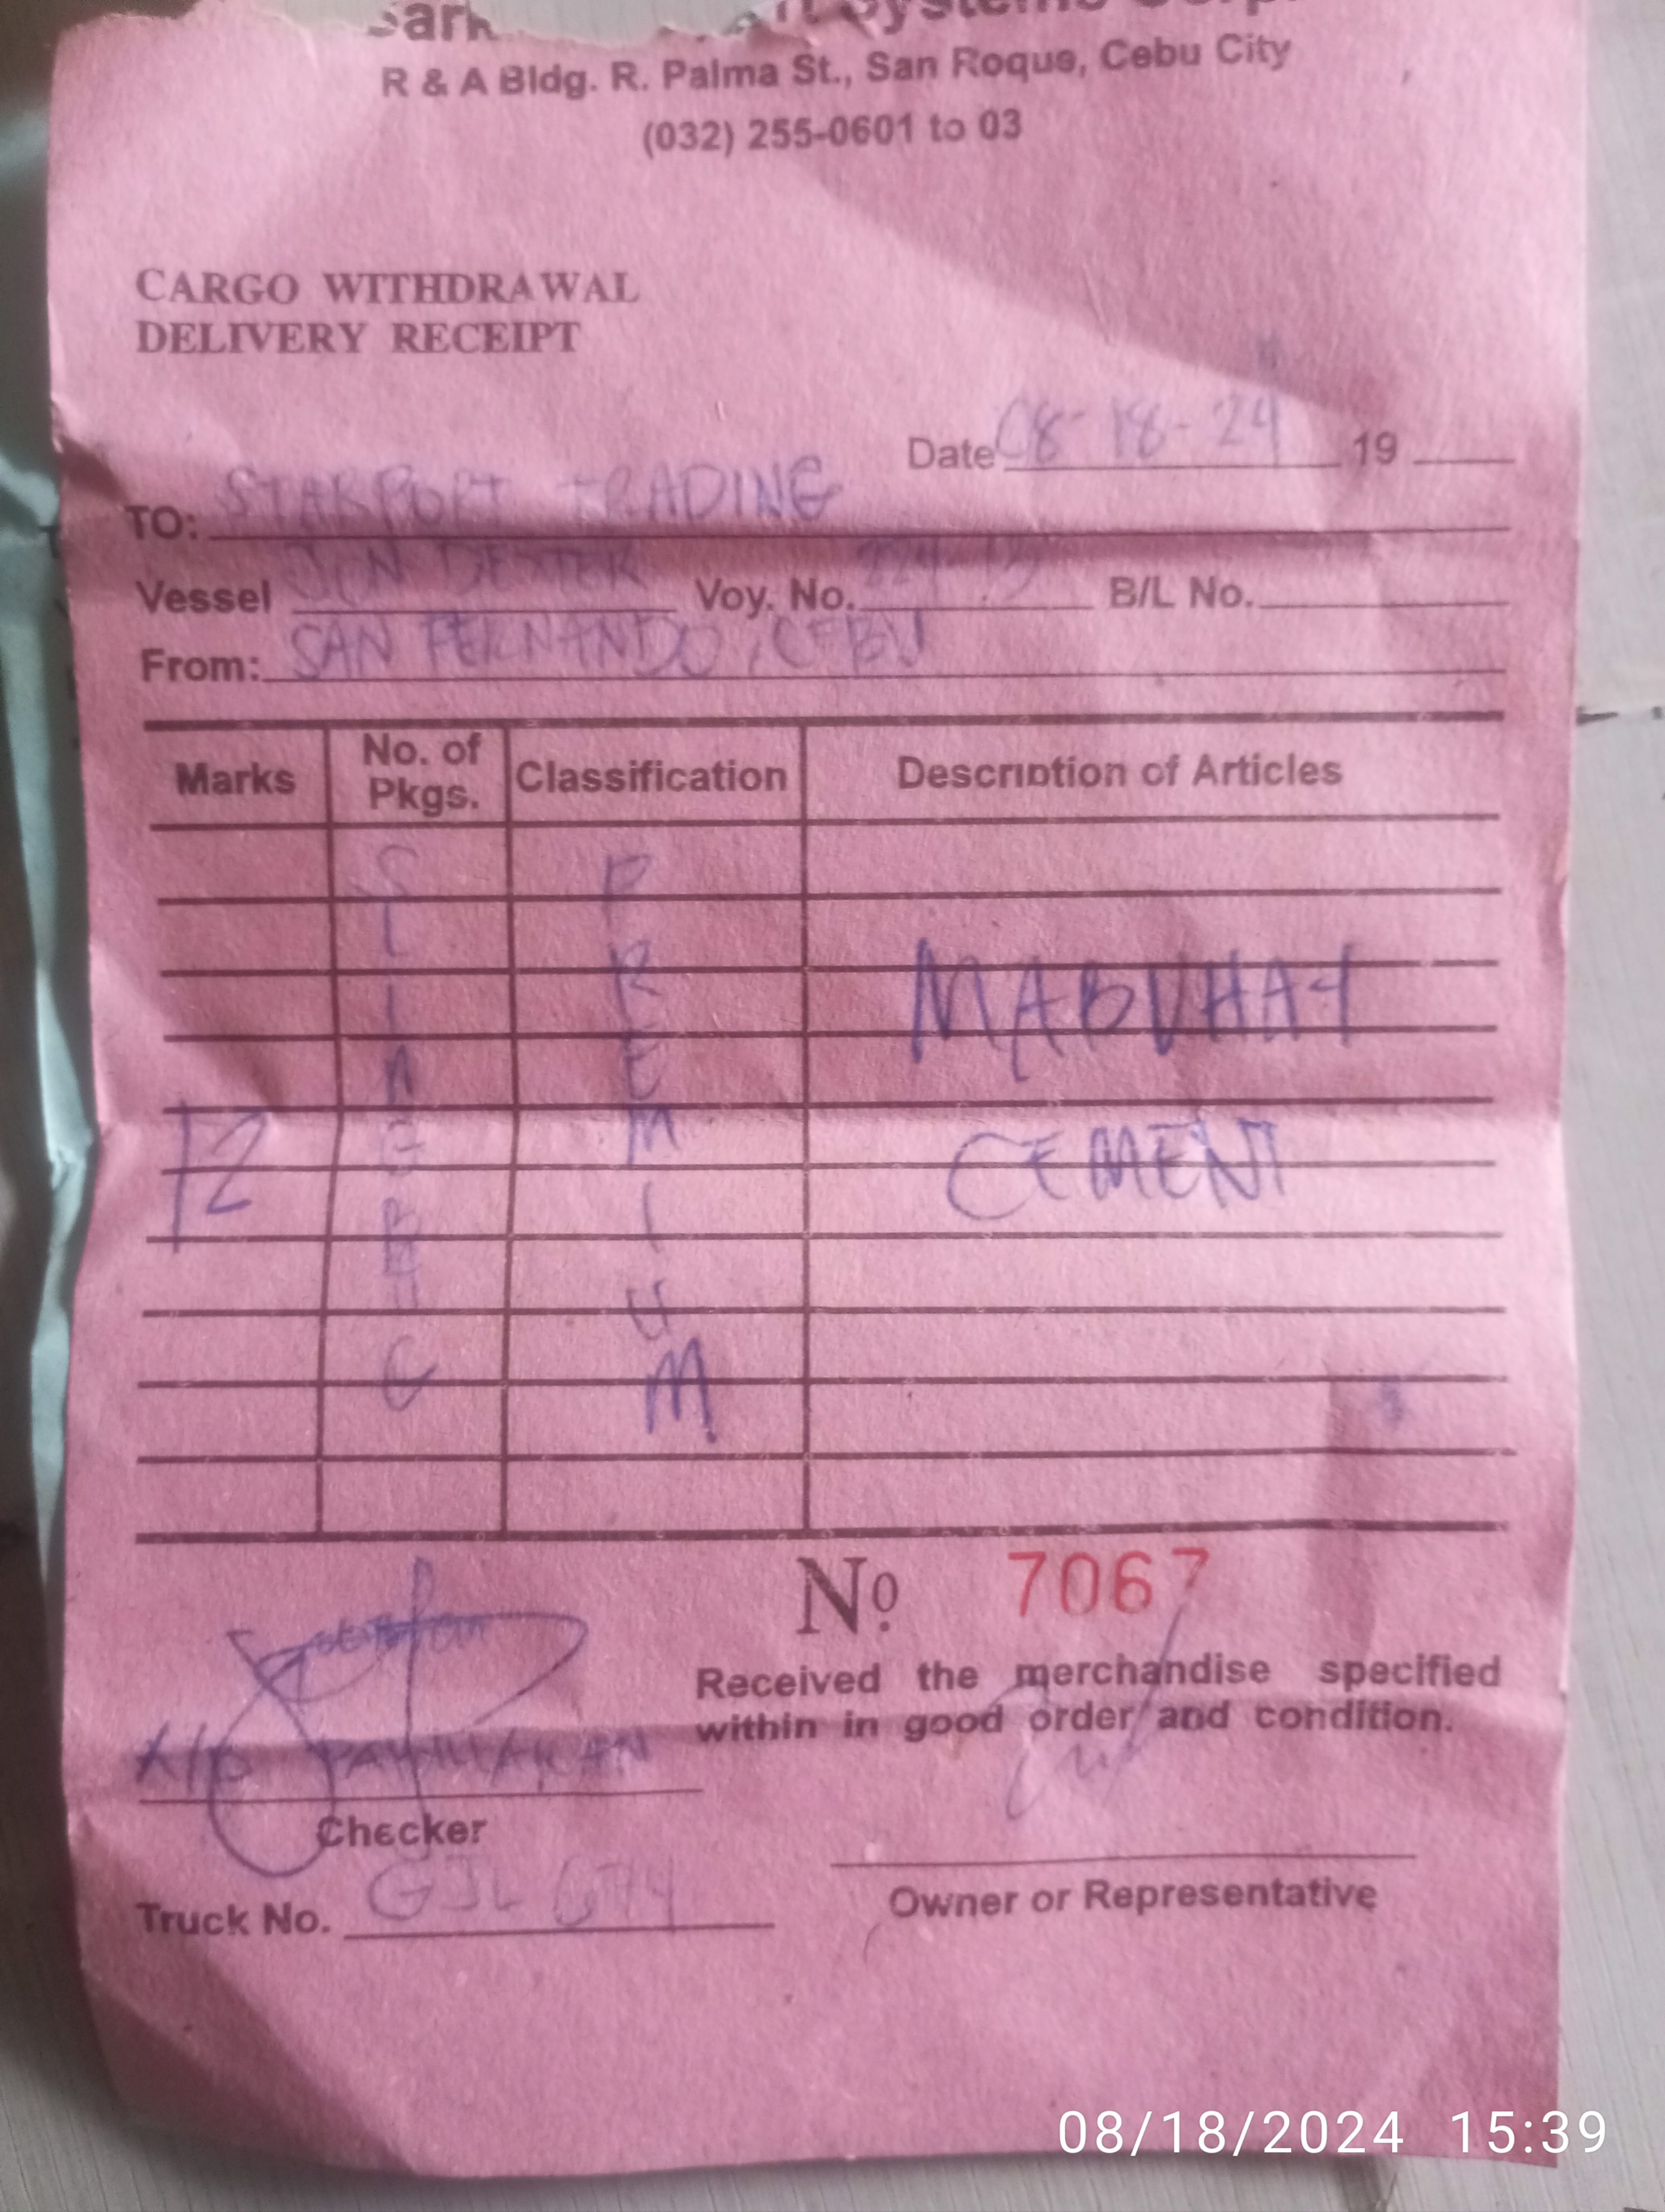 Systems Corp.
R & A Bldg. R. Palma St., San Roque, Cebu City
(032) 255-0601 to 03
CARGO WITHDRAWAL
DELIVERY RECEIPT
Date 08-18-24 19
TO: STARPORT TRADING
Vessel JON DEXTER Voy. No. B/L No.
From: SAN FERNANDO, CEBU
Marks No. of Pkgs. Classification Description of Articles
12 PREMIUM MABUHAY
CEMENT
No 7067
Received the merchandise specified
within in good order and condition.
Checker
Owner or Representative
Truck No. GJL
08/18/2024 15:39